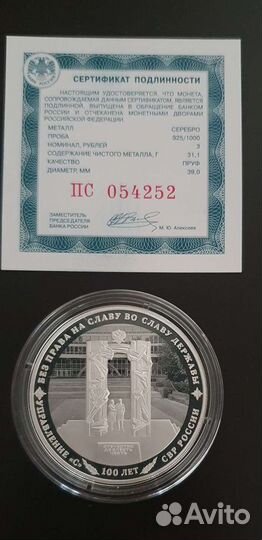 СЕРТИФИКАТ ПОДЛИННОСТИ
НАСТОЯЩИМ УДОСТОВЕРЯЕТСЯ, ЧТО МОНЕТА,
СОПРОВОЖДАЕМАЯ ДАННЫМ СЕРТИФИКАТОМ, ЯВЛЯЕТСЯ
ПОДЛИННОЙ, ВЫПУЩЕНА В ОБРАЩЕНИЕ БАНКОМ
РОССИИ И ОТЧЕКАНЕНА МОНЕТНЫМИ ДВОРАМИ
РОССИЙСКОЙ ФЕДЕРАЦИИ
МЕТАЛЛ СЕРЕБРО
ПРОБА 925/1000
НОМИНАЛ, РУБЛЕЙ 3
СОДЕРЖАНИЕ ЧИСТОГО МЕТАЛЛА, Г 31,1
КАЧЕСТВО ПРУФ
ДИАМЕТР, ММ 39,0
ПС 054252
ЗАМЕСТИТЕЛЬ
ПРЕДСЕДАТЕЛЯ
БАНКА РОССИИ
М. Ю. Алексеев
БЕЗ ПРАВА НА СЛАВУ ВО СЛАВУ ДЕРЖАВЫ
УПРАВЛЕНИЕ «С»
100 ЛЕТ
СВР РОССИИ
ОТЕЧЕСТВО
ДОБЛЕСТЬ
ЧЕСТЬ
Avito